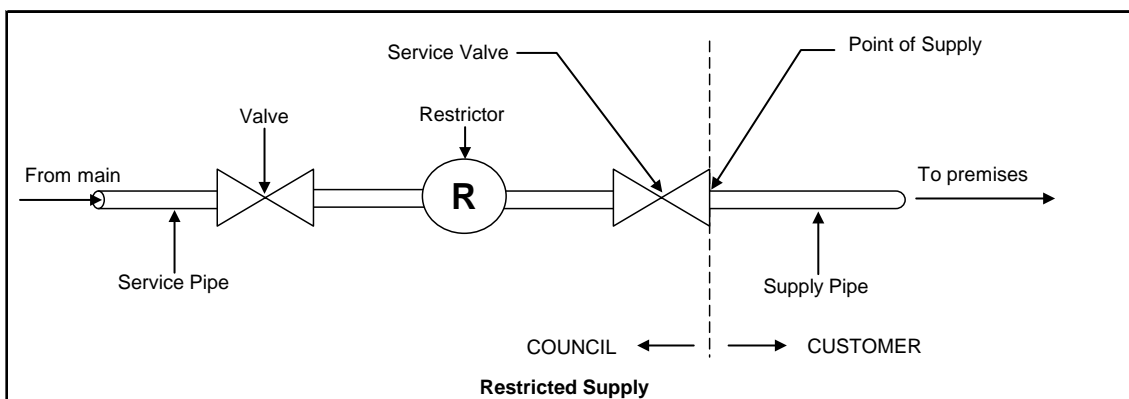 Point of Supply
Service Valve
Valve
Restrictor
From main
R
To premises
Service Pipe
Supply Pipe
COUNCIL
CUSTOMER
Restricted Supply